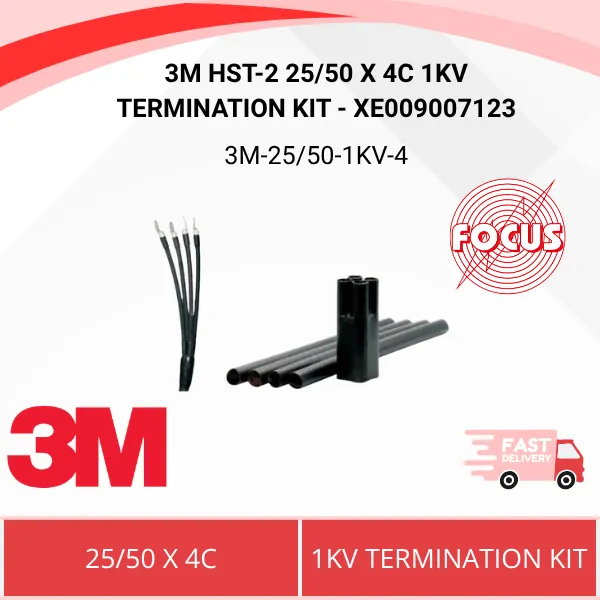 3M HST-2 25/50 X 4C 1KV
TERMINATION KIT - XE009007123
3M-25/50-1KV-4
FOCUS
3M
FAST
DELIVERY
25/50 X 4C
1KV TERMINATION KIT